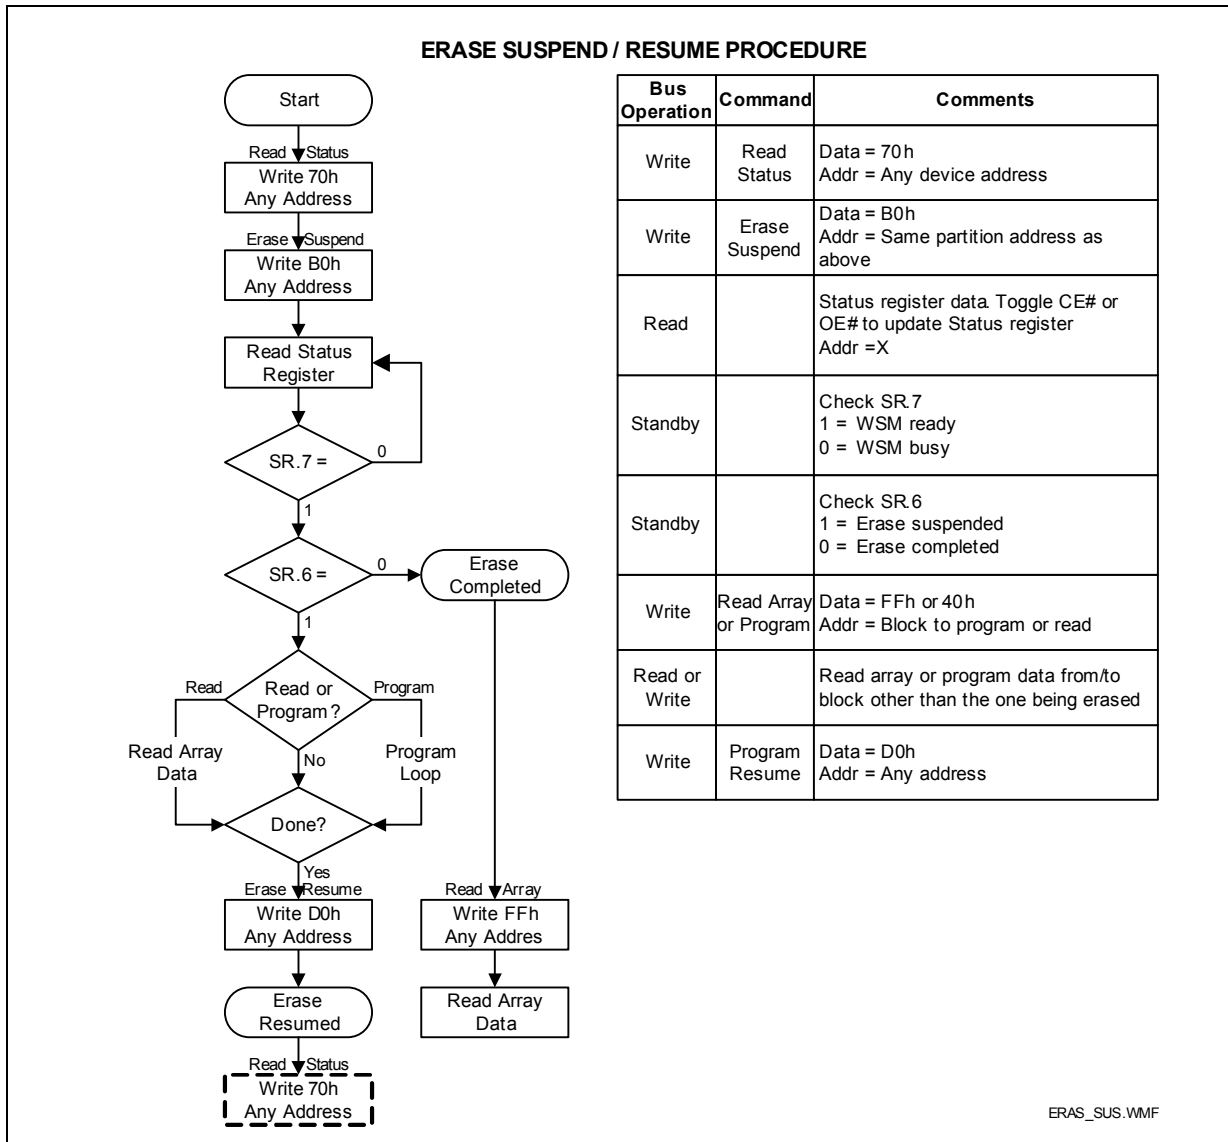 ERASE SUSPEND / RESUME PROCEDURE
Start
Read Status
Write 70h
Any Address
Erase Suspend
Write B0h
Any Address
Read Status
Register
SR.7 =
0
1
SR.6 =
0
Erase
Completed
1
Read
Read or
Program?
Program
Read Array
Data
No
Program
Loop
Done?
Yes
Erase Resume
Write D0h
Any Address
Read Array
Write FFh
Any Addres
Erase
Resumed
Read Array
Data
Read Status
Write 70h
Any Address
Bus
Operation
Command
Comments
Write
Read
Status
Data = 70h
Addr = Any device address
Write
Erase
Suspend
Data = B0h
Addr = Same partition address as
above
Read
Status register data. Toggle CE# or
OE# to update Status register
Addr =X
Standby
Check SR.7
1 = WSM ready
0 = WSM busy
Standby
Check SR.6
1 = Erase suspended
0 = Erase completed
Write
Read Array
or Program
Data = FFh or 40h
Addr = Block to program or read
Read or
Write
Read array or program data from/to
block other than the one being erased
Write
Program
Resume
Data = D0h
Addr = Any address
ERAS_SUS.WMF